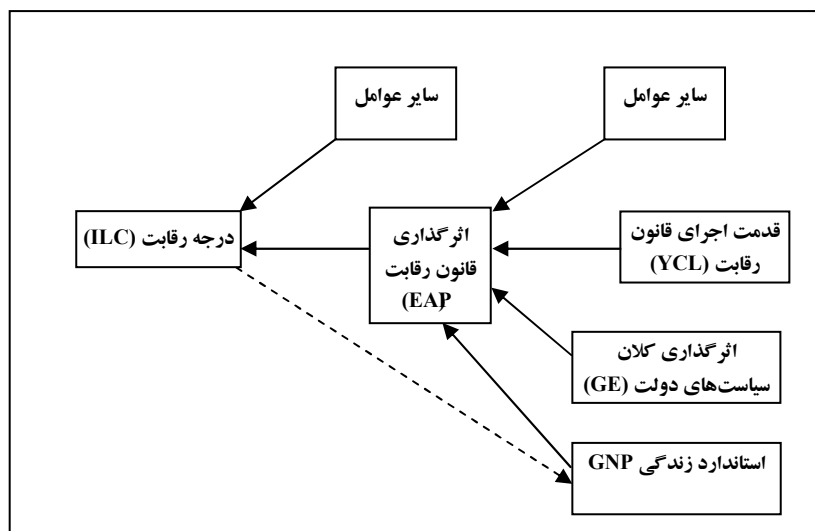 سایر عوامل
سایر عوامل
قدمت اجرای قانون
رقابت (YCL)
اثرگذاری
قانون رقابت
(EAP)
درجه رقابت (ILC)
اثرگذاری کلان
سیاست‌های دولت (GE)
استاندارد زندگی GNP